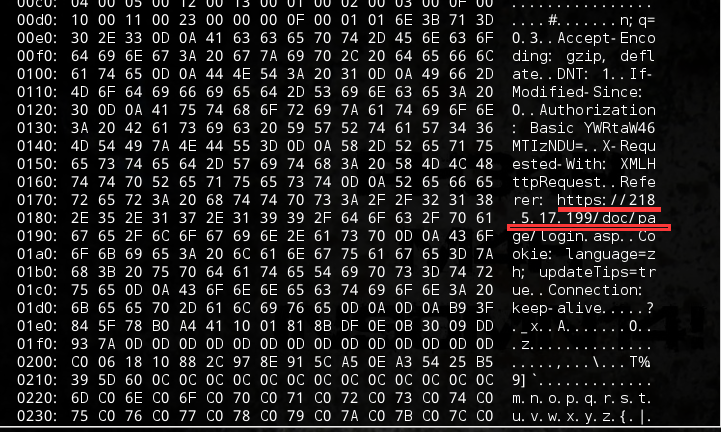 00c0: 04 00 05 00 12 00 13 00 01 00 02 00 03 00 0F 00 ................
00d0: 10 00 11 00 23 00 00 00 0F 00 01 01 6E 3B 71 3D ....#.......n;q=
00e0: 30 2E 33 0D 0A 41 63 63 65 70 74 2D 45 6E 63 6F 0.3..Accept-Enco
00f0: 64 69 6E 67 3A 20 67 7A 69 70 2C 20 64 65 66 6C ding: gzip, defl
0100: 61 74 65 0D 0A 44 4E 54 3A 20 31 0D 0A 49 66 2D ate..DNT: 1..If-
0110: 4D 6F 64 69 66 69 65 64 2D 53 69 6E 63 65 3A 20 Modified-Since:
0120: 30 0D 0A 41 75 74 68 6F 72 69 7A 61 74 69 6F 6E 0..Authorization
0130: 3A 20 42 61 73 69 63 20 59 57 52 74 61 57 34 36 : Basic YWRtaW46
0140: 4D 54 49 7A 4E 44 55 3D 0D 0A 58 2D 52 65 71 75 MTIzNDU=..X-Requ
0150: 65 73 74 65 64 2D 57 69 74 68 3A 20 58 4D 4C 48 ested-With: XMLH
0160: 74 74 70 52 65 71 75 65 73 74 0D 0A 52 65 66 65 ttpRequest..Refe
0170: 72 65 72 3A 20 68 74 74 70 73 3A 2F 2F 32 31 38 rer: https://218
0180: 2E 35 2E 31 37 2E 31 39 39 2F 64 6F 63 2F 70 61 .5.17.199/doc/pa
0190: 67 65 2F 6C 6F 67 69 6E 2E 61 73 70 0D 0A 43 6F ge/login.asp..Co
01a0: 6F 6B 69 65 3A 20 6C 61 6E 67 75 61 67 65 3D 7A okie: language=z
01b0: 68 3B 20 75 70 64 61 74 65 54 69 70 73 3D 74 72 h; updateTips=tr
01c0: 75 65 0D 0A 43 6F 6E 6E 65 63 74 69 6F 6E 3A 20 ue..Connection:
01d0: 6B 65 65 70 2D 61 6C 69 76 65 0D 0A 0D 0A B9 3F keep-alive.....?
01e0: 84 5F 78 B0 A4 41 10 01 81 8B DF 0E 0B 30 09 DD ._x..A.......0..
01f0: 93 7A 0D 0D 0D 0D 0D 0D 0D 0D 0D 0D 0D 0D 0D 0D .z..............
0200: C0 06 18 10 88 2C 97 8E 91 5C A5 0E A3 54 25 B5 .....,...\...T%.
0210: 39 5D 60 0C 0C 0C 0C 0C 0C 0C 0C 0C 0C 0C 0C 0C 9]`.............
0220: 6D C0 6E C0 6F C0 70 C0 71 C0 72 C0 73 C0 74 C0 m.n.o.p.q.r.s.t.
0230: 75 C0 76 C0 77 C0 78 C0 79 C0 7A C0 7B C0 7C C0 u.v.w.x.y.z.{.|.